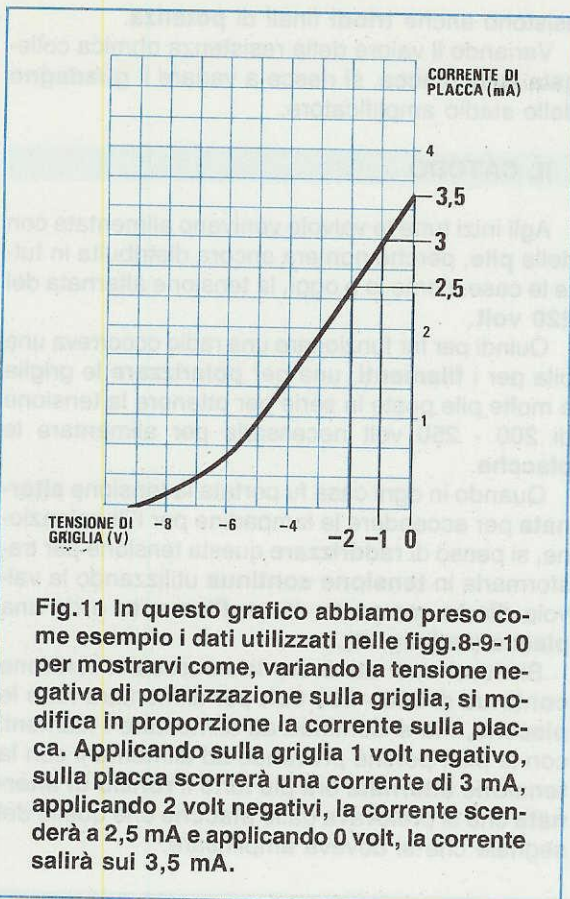 CORRENTE DI
PLACCA (mA)
4
3,5
3
2,5
2
1
TENSIONE DI
GRIGLIA (V)
-8 -6 -4 -2 -1 0
Fig.11 In questo grafico abbiamo preso co-
me esempio i dati utilizzati nelle figg.8-9-10
per mostrarvi come, variando la tensione ne-
gativa di polarizzazione sulla griglia, si mo-
difica in proporzione la corrente sulla plac-
ca. Applicando sulla griglia 1 volt negativo,
sulla placca scorrerà una corrente di 3 mA,
applicando 2 volt negativi, la corrente scen-
derà a 2,5 mA e applicando 0 volt, la corrente
salirà sui 3,5 mA.